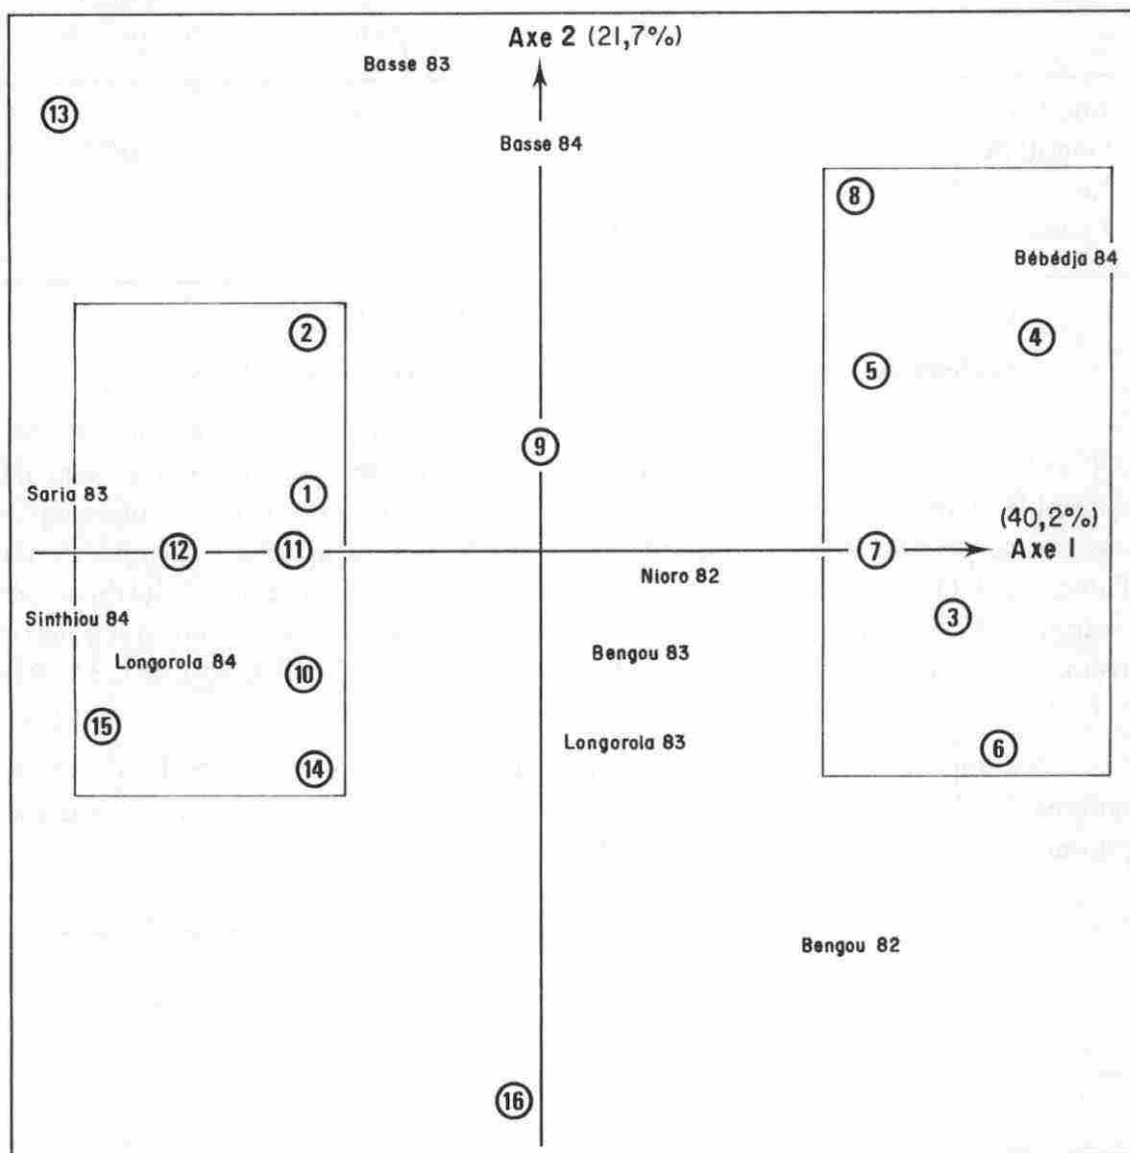 Axe 2 (21,7%)
Basse 83
13
Basse 84
8
Bébédja 84
2
4
5
9
Saria 83
1
(40,2%)
12
11
7
Axe 1
Nioro 82
Sinthiou 84
3
Longorola 84
Bengou 83
10
15
Longorola 83
6
14
Bengou 82
16